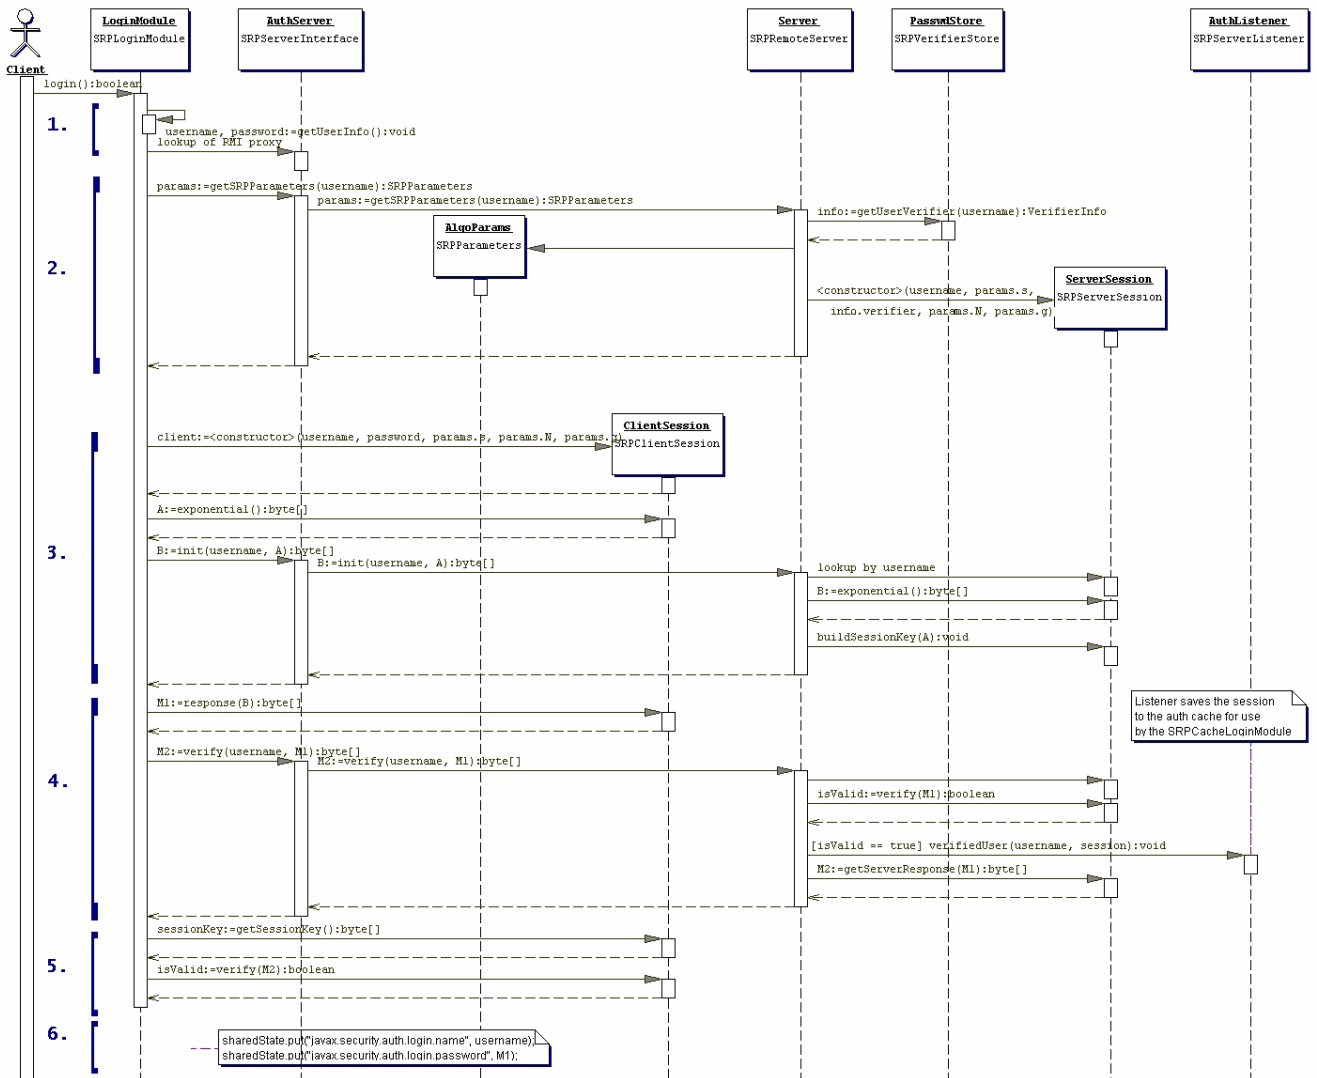 LoginModule
SRPLoginModule
AuthServer
SRPServerInterface
Server
SRPRemoteServer
PasswdStore
SRPVerifierStore
AuthListener
SRPServerListener
Client
login():boolean
1.
username, password:=getUserInfo():void
lookup of RMI proxy
params:=getSRPParameters(username):SRPParameters
params:=getSRPParameters(username):SRPParameters
info:=getUserVerifier(username):VerifierInfo
AlgoParams
SRPParameters
2.
ServerSession
SRPServerSession
<constructor>(username, params.s,
info.verifier, params.N, params.g)
ClientSession
SRPClientSession
client:=<constructor>(username, password, params.s, params.N, params.g)
A:=exponential():byte[]
3.
B:=init(username, A):byte[]
B:=init(username, A):byte[]
lookup by username
B:=exponential():byte[]
buildSessionKey(A):void
M1:=response(B):byte[]
Listener saves the session
to the auth cache for use
by the SRPCacheLoginModule
M2:=verify(username, M1):byte[]
M2:=verify(username, M1):byte[]
4.
isValid:=verify(M1):boolean
[isValid == true] verifiedUser(username, session):void
M2:=getServerResponse(M1):byte[]
sessionKey:=getSessionKey():byte[]
5.
isValid:=verify(M2):boolean
6.
sharedState.put("javax.security.auth.login.name", username);
sharedState.put("javax.security.auth.login.password", M1);